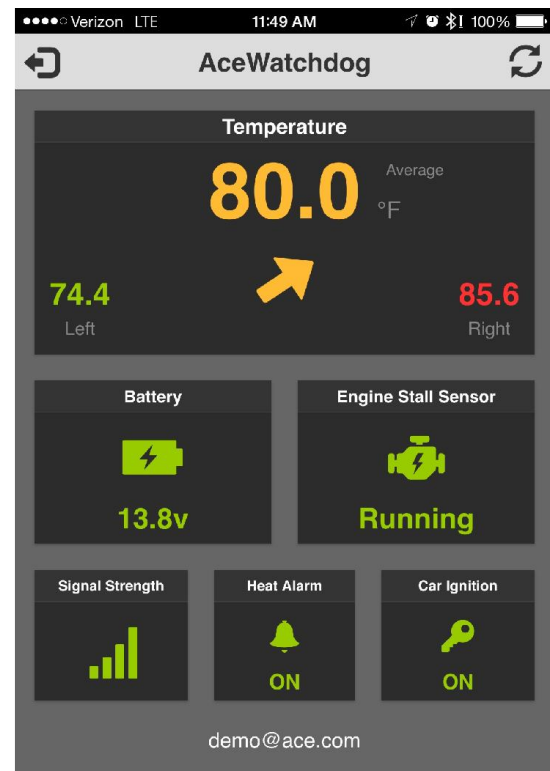 Verizon LTE 11:49 AM 100%
AceWatchdog
Temperature
80.0 Average
°F
74.4 85.6
Left Right
Battery Engine Stall Sensor
13.8v Running
Signal Strength Heat Alarm Car Ignition
ON ON
demo@ace.com